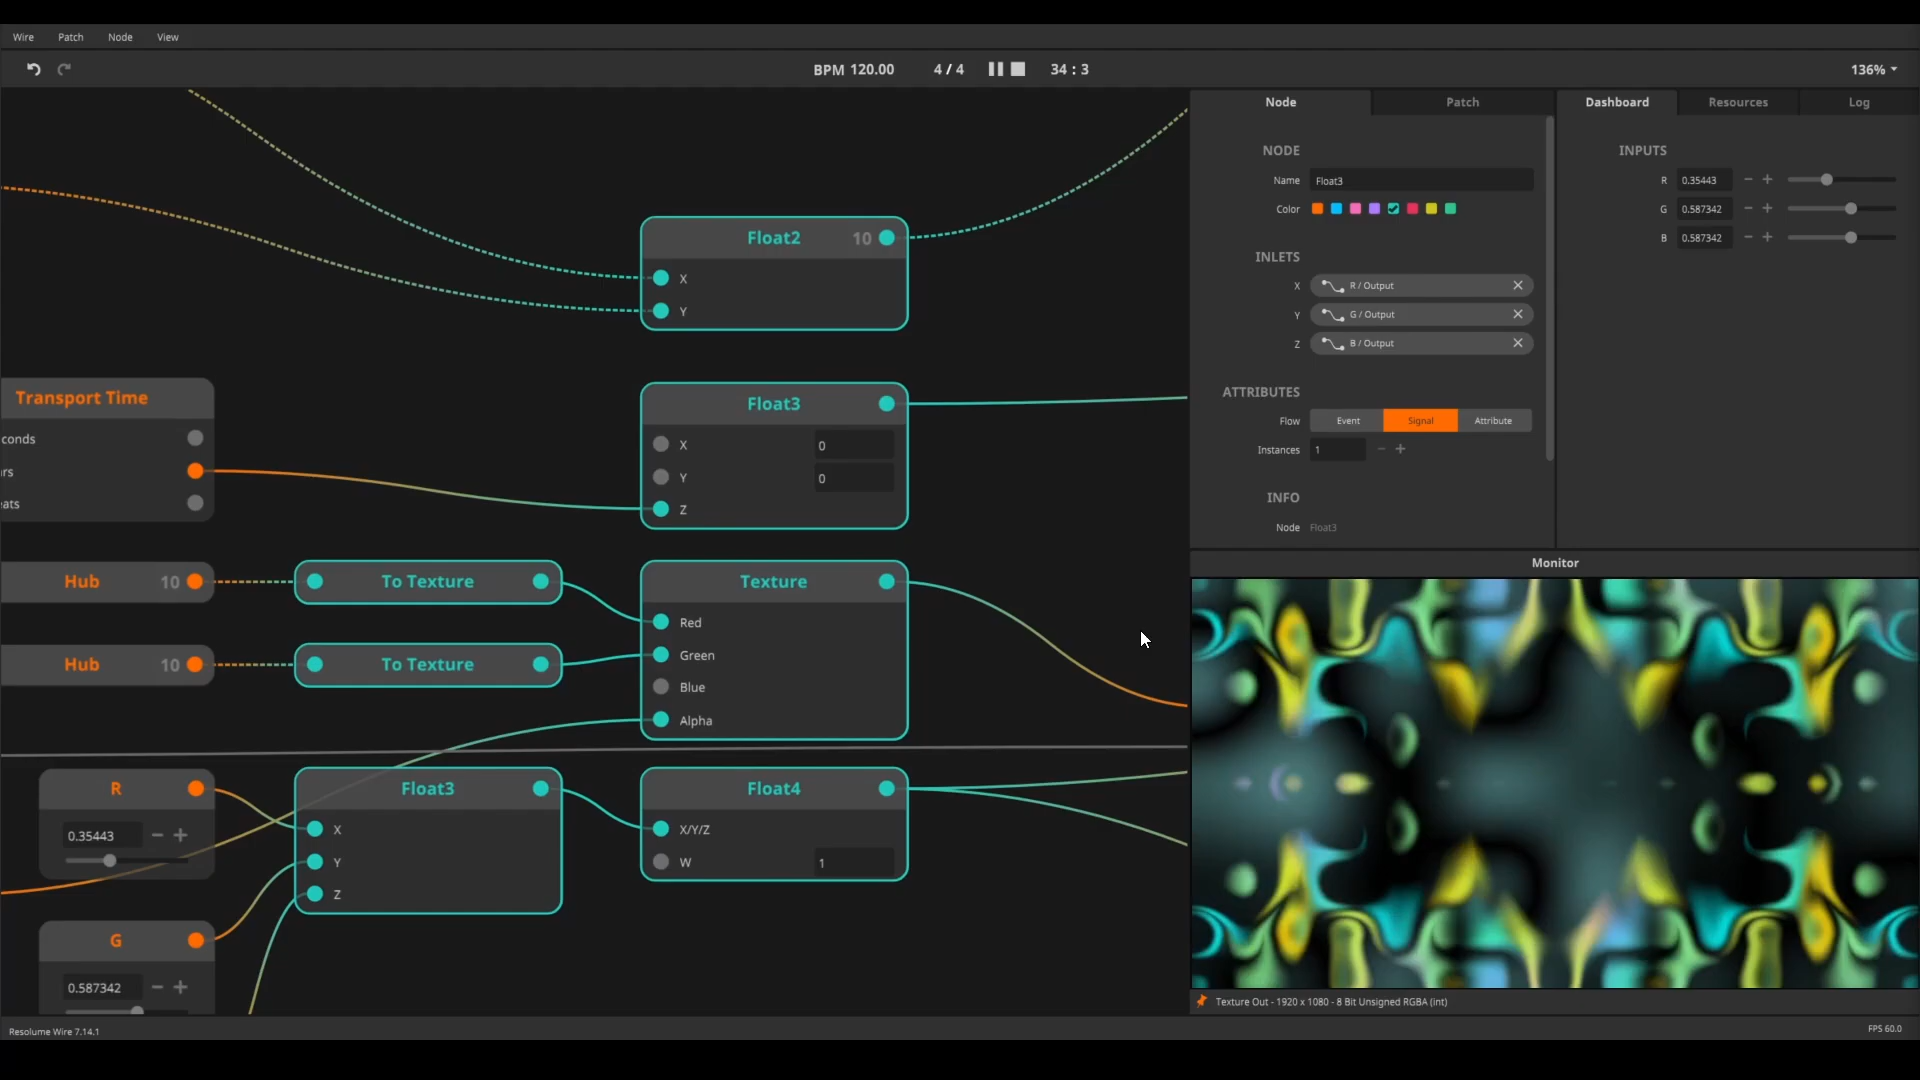 Wire Patch Node View
BPM 120.00 4 / 4 34 : 3 136%
Node Patch Dashboard Resources Log
NODE
Name Float3
Color
INLETS
X R / Output
Y G / Output
Z B / Output
ATTRIBUTES
Flow Event Signal Attribute
Instances 1
INFO
Node Float3
INPUTS
R 0.35443
G 0.587342
B 0.587342
Monitor
Texture Out - 1920 x 1080 - 8 Bit Unsigned RGBA (int)
Float2 10
X
Y
Transport Time
conds
rs
eats
Float3
X 0
Y 0
Z
Hub 10
To Texture
Hub 10
To Texture
Texture
Red
Green
Blue
Alpha
R
0.35443
Float3
X
Y
Z
Float4
X/Y/Z
W 1
G
0.587342
Resolume Wire 7.14.1
FPS 60.0